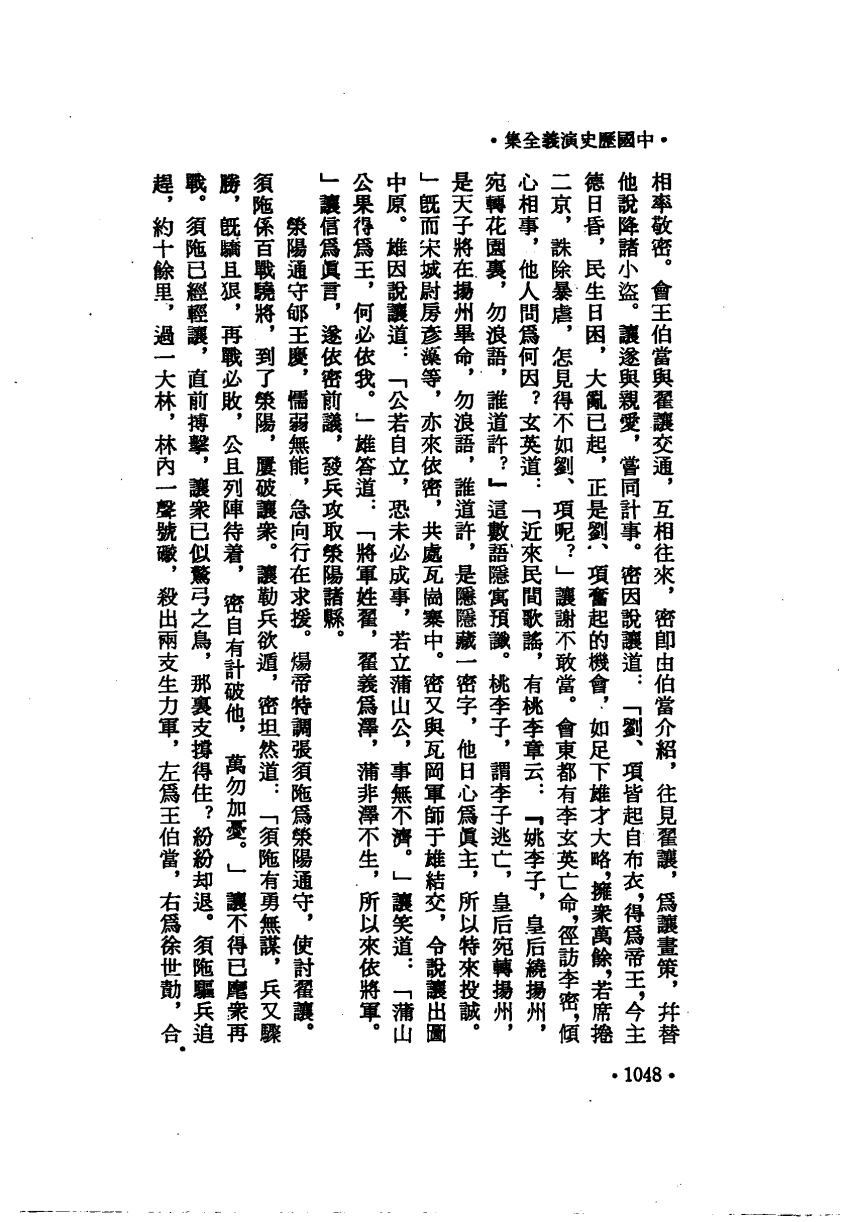 •中國歷史演義全集•
相率敬密。會王伯當與翟讓交通，互相往來，密卽由伯當介紹，往見翟讓，爲讓畫策，幷替
他說降諸小盜。讓遂與親愛，嘗同計事。密因說讓道：「劉、項皆起自布衣，得爲帝王，今主
德日昏，民生日困，大亂已起，正是劉、項奮起的機會，如足下雄才大略，擁衆萬餘，若席捲
二京，誅除暴虐，怎見得不如劉、項呢？」讓謝不敢當。會東都有李玄英亡命，徑訪李密，傾
心相事，他人問爲何因？玄英道：「近來民間歌謠，有桃李章云：『姚李子，皇后繞揚州，
宛轉花園裏，勿浪語，誰道許？』這數語隱寓預讖。桃李子，謂李子逃亡，皇后宛轉揚州，
是天子將在揚州畢命，勿浪語，誰道許，是隱隱藏一密字，他日心爲眞主，所以特來投誠。
」旣而宋城尉房彥藻等，亦來依密，共處瓦崗寨中。密又與瓦岡軍師于雄結交，令說讓出圖
中原。雄因說讓道：「公若自立，恐未必成事，若立蒲山公，事無不濟。」讓笑道：「蒲山
公果得爲王，何必依我。」雄答道：「將軍姓翟，翟義爲澤，蒲非澤不生，所以來依將軍。
」讓信爲眞言，遂依密前議，發兵攻取滎陽諸縣。
滎陽通守郇王慶，懦弱無能，急向行在求援。煬帝特調張須陁爲滎陽通守，使討翟讓。
須陁係百戰驍將，到了滎陽，屢破讓衆。讓勒兵欲遁，密坦然道：「須陁有勇無謀，兵又驟
勝，旣驕且狠，再戰必敗，公且列陣待着，密自有計破他，萬勿加憂。」讓不得已麾衆再
戰。須陁已經輕讓，直前搏擊，讓衆已似驚弓之鳥，那裏支撐得住？紛紛却退。須陁驅兵追
趕，約十餘里，過一大林，林內一聲號礮，殺出兩支生力軍，左爲王伯當，右爲徐世勣，合
•1048•